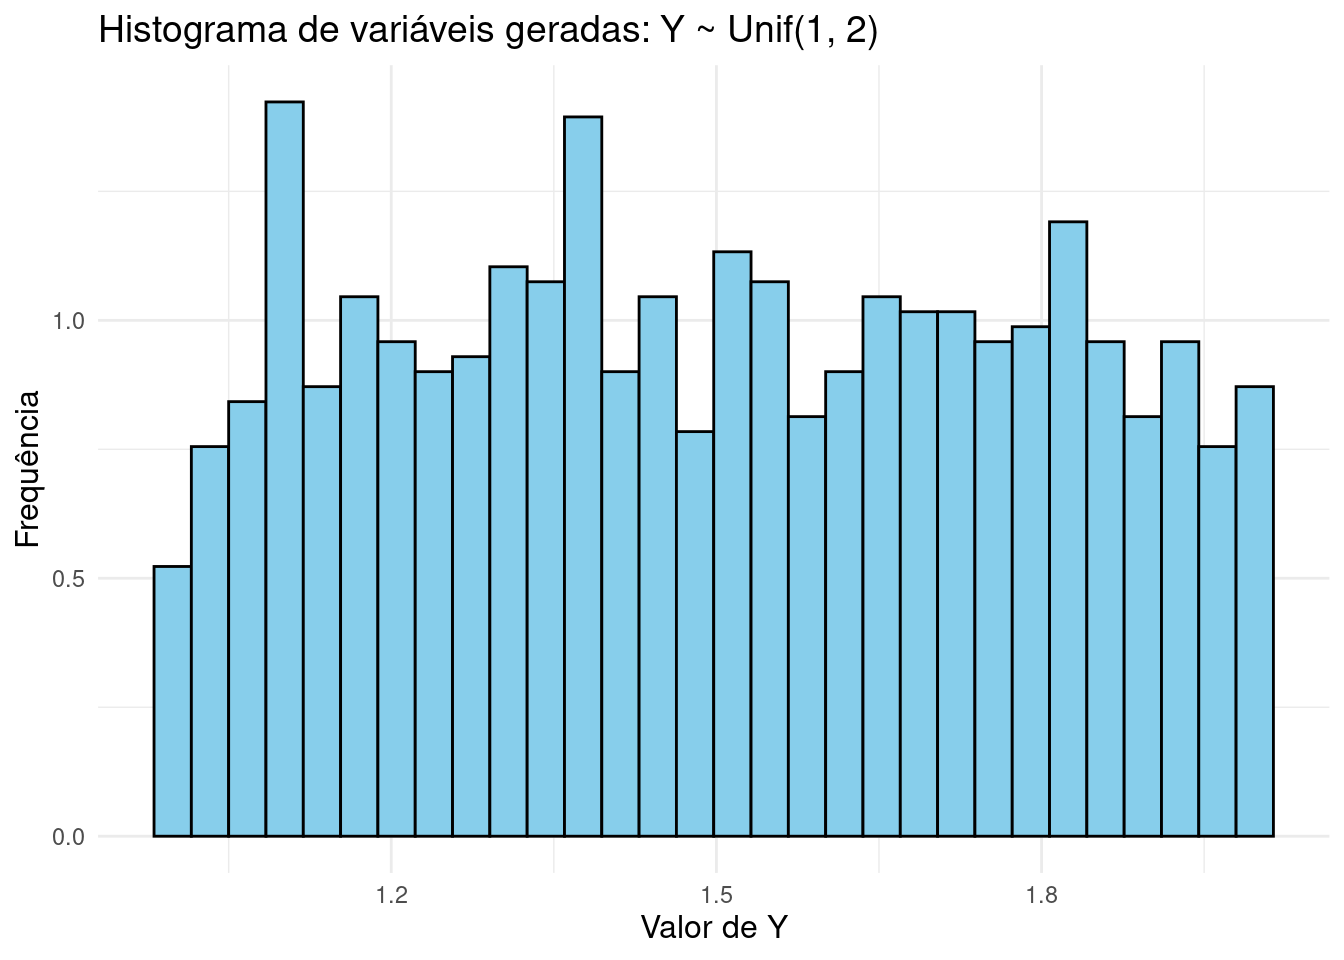 Histograma de variáveis geradas: Y ~ Unif(1, 2)
Frequência
1.0
0.5
0.0
1.2 1.5 1.8
Valor de Y